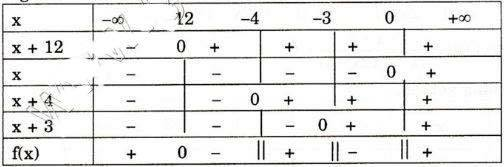 x −∞ 12 −4 −3 0 +∞
x + 12 − 0 + + + +
x − − − − 0 +
x + 4 − − 0 + + +
x + 3 − − − 0 + +
f(x) + 0 − || + || − || +